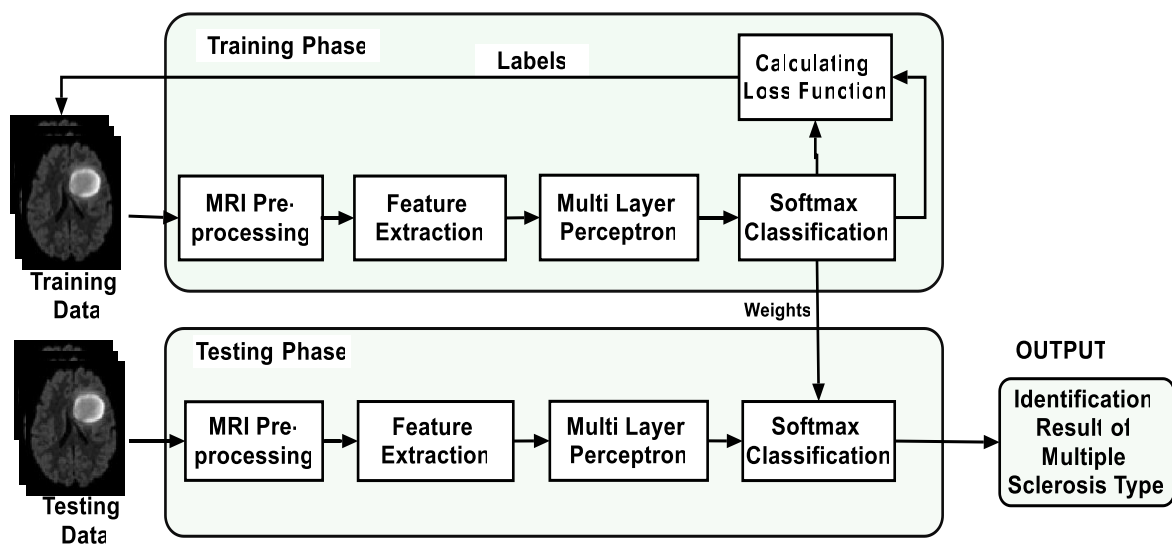 Training Phase
Labels
Calculating
Loss Function
MRI Pre-
processing
Feature
Extraction
Multi Layer
Perceptron
Softmax
Classification
Training
Data
Weights
Testing Phase
MRI Pre-
processing
Feature
Extraction
Multi Layer
Perceptron
Softmax
Classification
Testing
Data
OUTPUT
Identification
Result of
Multiple
Sclerosis Type